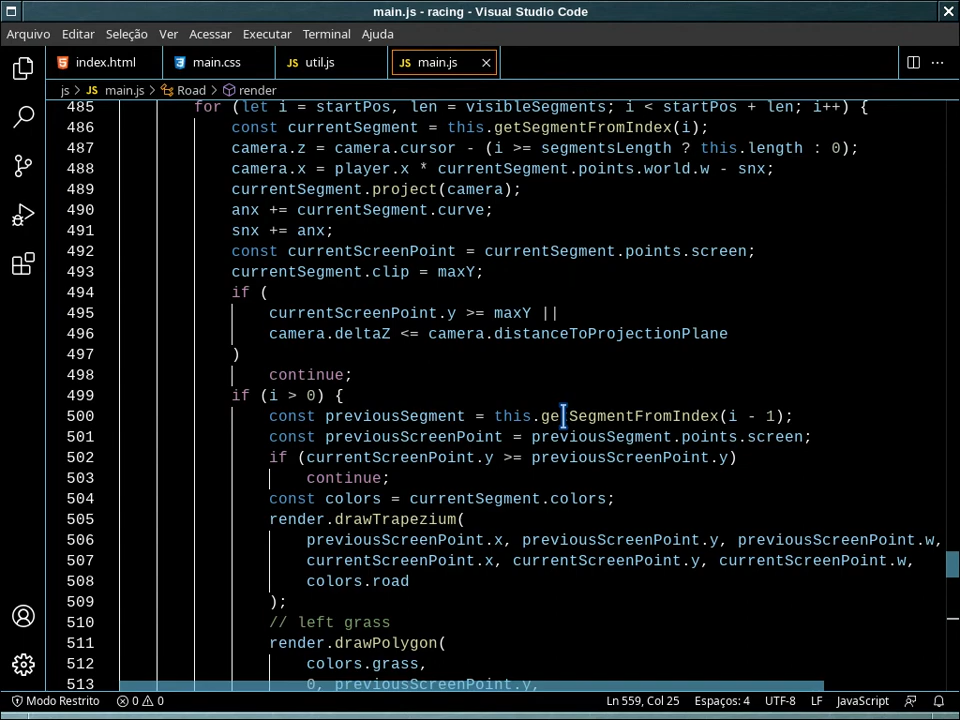 main.js - racing - Visual Studio Code
Arquivo Editar Seleção Ver Acessar Executar Terminal Ajuda
index.html main.css JS util.js JS main.js
js > JS main.js > Road > render
485 for (let i = startPos, len = visibleSegments; i < startPos + len; i++) {
486 const currentSegment = this.getSegmentFromIndex(i);
487 camera.z = camera.cursor - (i >= segmentsLength ? this.length : 0);
488 camera.x = player.x * currentSegment.points.world.w - snx;
489 currentSegment.project(camera);
490 anx += currentSegment.curve;
491 snx += anx;
492 const currentScreenPoint = currentSegment.points.screen;
493 currentSegment.clip = maxY;
494 if (
495 currentScreenPoint.y >= maxY ||
496 camera.deltaZ <= camera.distanceToProjectionPlane
497 )
498 continue;
499 if (i > 0) {
500 const previousSegment = this.getSegmentFromIndex(i - 1);
501 const previousScreenPoint = previousSegment.points.screen;
502 if (currentScreenPoint.y >= previousScreenPoint.y)
503 continue;
504 const colors = currentSegment.colors;
505 render.drawTrapezium(
506 previousScreenPoint.x, previousScreenPoint.y, previousScreenPoint.w,
507 currentScreenPoint.x, currentScreenPoint.y, currentScreenPoint.w,
508 colors.road
509 );
510 // left grass
511 render.drawPolygon(
512 colors.grass,
513 0, previousScreenPoint.y,
Modo Restrito 0 0 Ln 559, Col 25 Espaços: 4 UTF-8 LF JavaScript